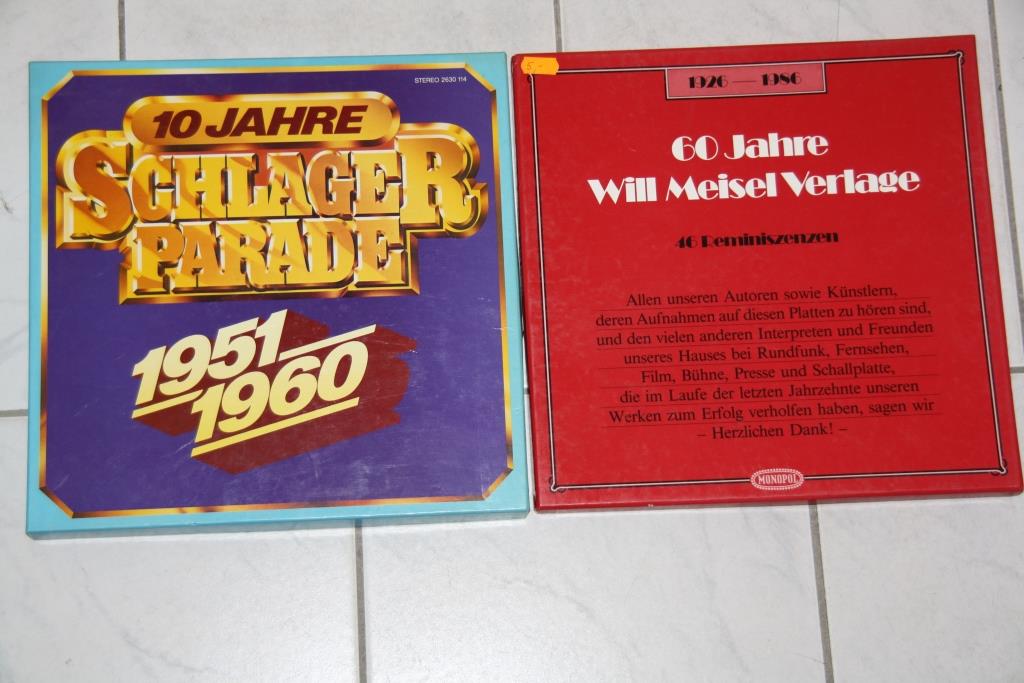 STEREO 2630 114
10 JAHRE
SCHLAGER
PARADE
1951
1960
5,-
1926 — 1986
60 Jahre
Will Meisel Verlage
46 Reminiszenzen
Allen unseren Autoren sowie Künstlern,
deren Aufnahmen auf diesen Platten zu hören sind,
und den vielen anderen Interpreten und Freunden
unseres Hauses bei Rundfunk, Fernsehen,
Film, Bühne, Presse und Schallplatte,
die im Laufe der letzten Jahrzehnte unseren
Werken zum Erfolg verholfen haben, sagen wir
– Herzlichen Dank! –
MONOPOL